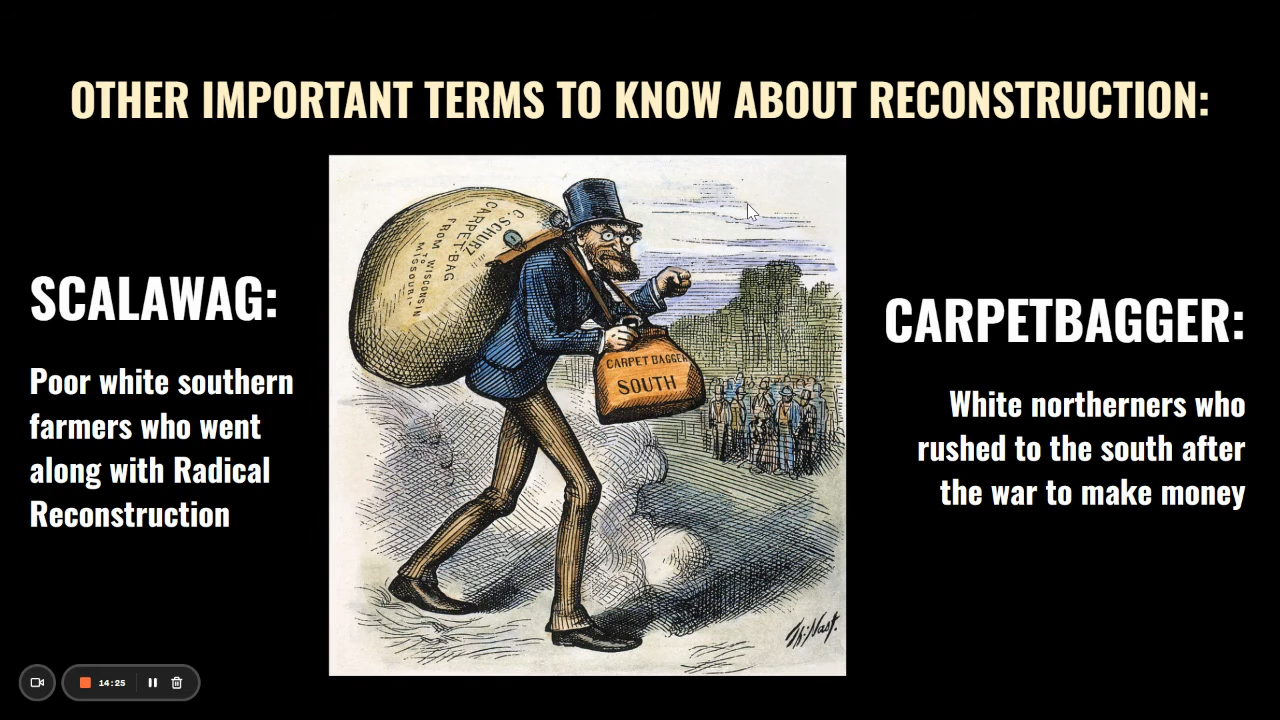 OTHER IMPORTANT TERMS TO KNOW ABOUT RECONSTRUCTION:
SCALAWAG:
Poor white southern
farmers who went
along with Radical
Reconstruction
C. SCHURZ
CARPET-BAG
FROM WISCONSIN
TO
MISSOURI
CARPET BAGGER
SOUTH
Th: Nast.
CARPETBAGGER:
White northerners who
rushed to the south after
the war to make money
14:25